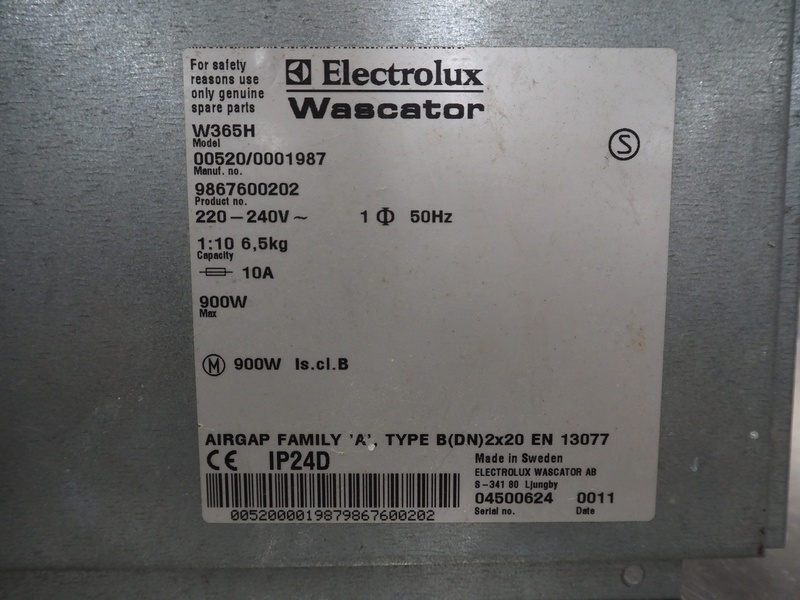 For safety
reasons use
only genuine
spare parts
Electrolux
Wascator
W365H
Model
00520/0001987
Manuf. no.
9867600202
Product no.
220-240V~ 1 Φ 50Hz
1:10 6,5kg
Capacity
10A
900W
Max
M 900W Is.cl.B
S
AIRGAP FAMILY 'A', TYPE B(DN)2x20 EN 13077
CE IP24D
Made in Sweden
ELECTROLUX WASCATOR AB
S-341 80 Ljungby
04500624 0011
Serial no. Date
0052000019879867600202